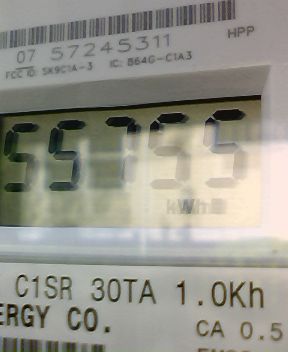 HPP
07 57245311
FCC ID: SK9C1A-3 IC: 864G-C1A3
55755
kWh
C1SR 30TA 1.0Kh
ERGY CO.
CA 0.5